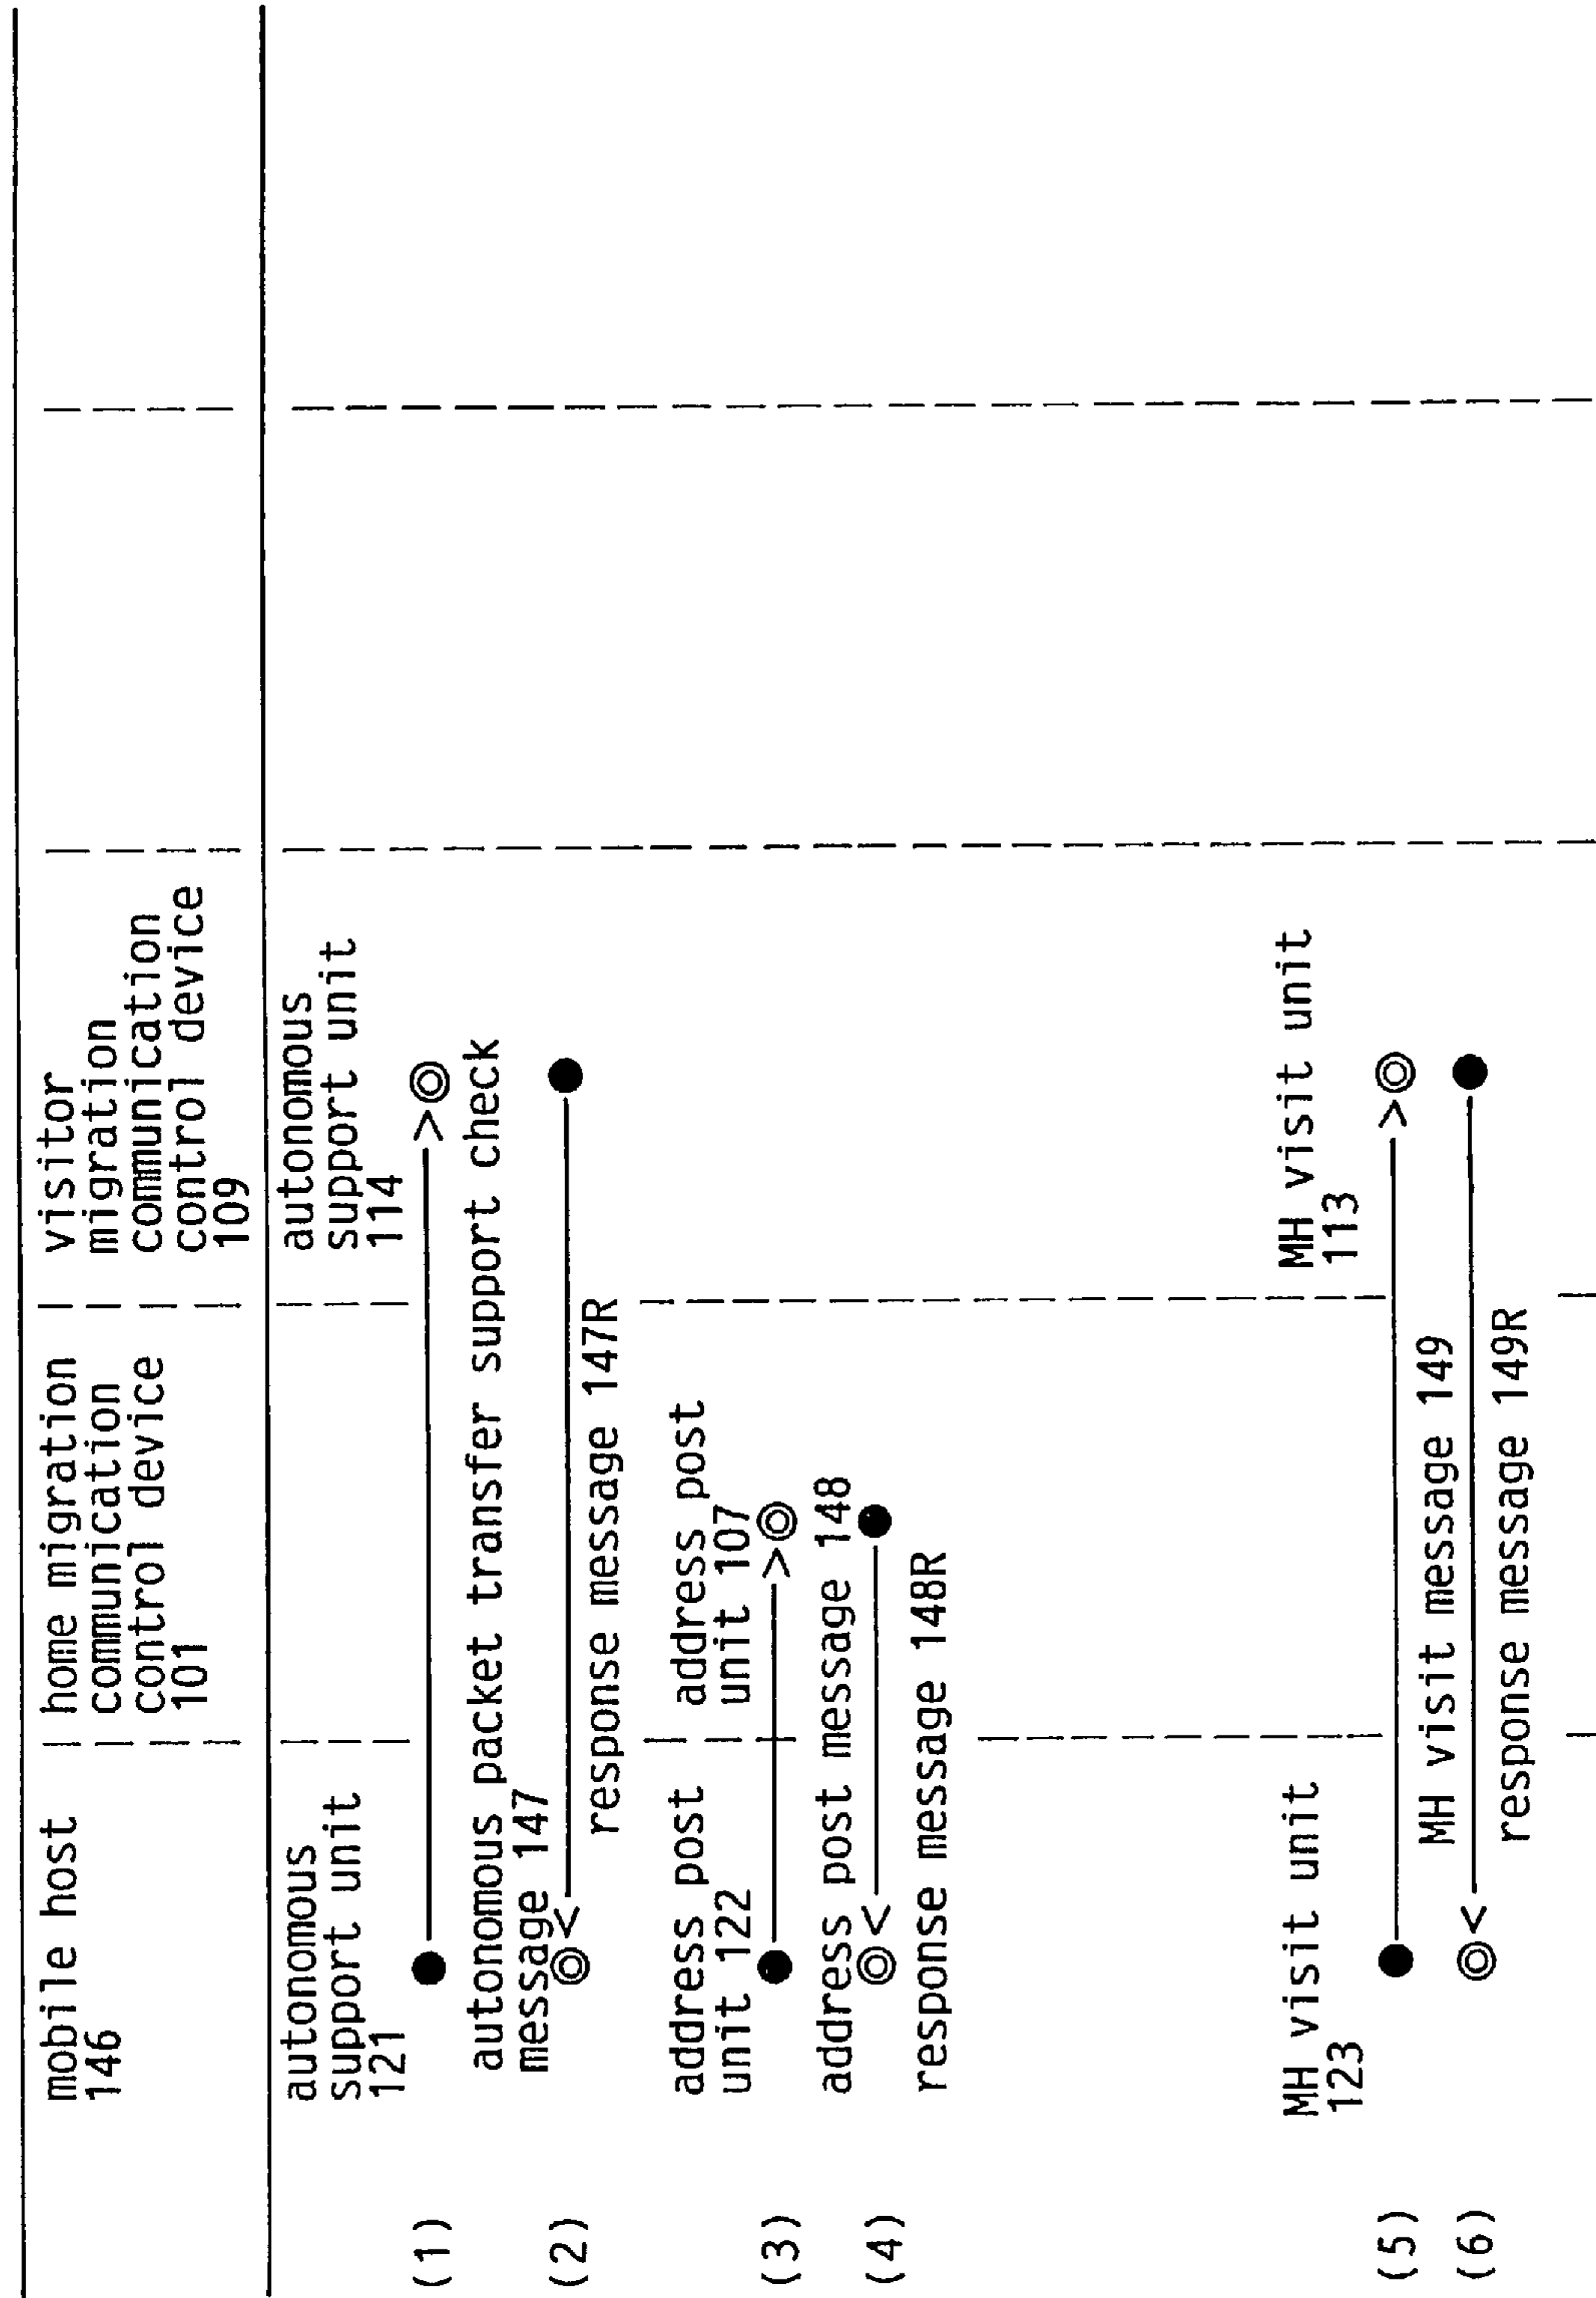 mobile host
146
home migration
communication
control device
101
visitor
migration
communication
control device
109
autonomous
support unit
121
autonomous
support unit
114
(1)
autonomous packet transfer support check
message 147
(2)
response message 147R
address post
unit 122
address post
unit 107
(3)
address post message 148
(4)
response message 148R
MH visit unit
123
MH visit unit
113
(5)
MH visit message 149
(6)
response message 149R